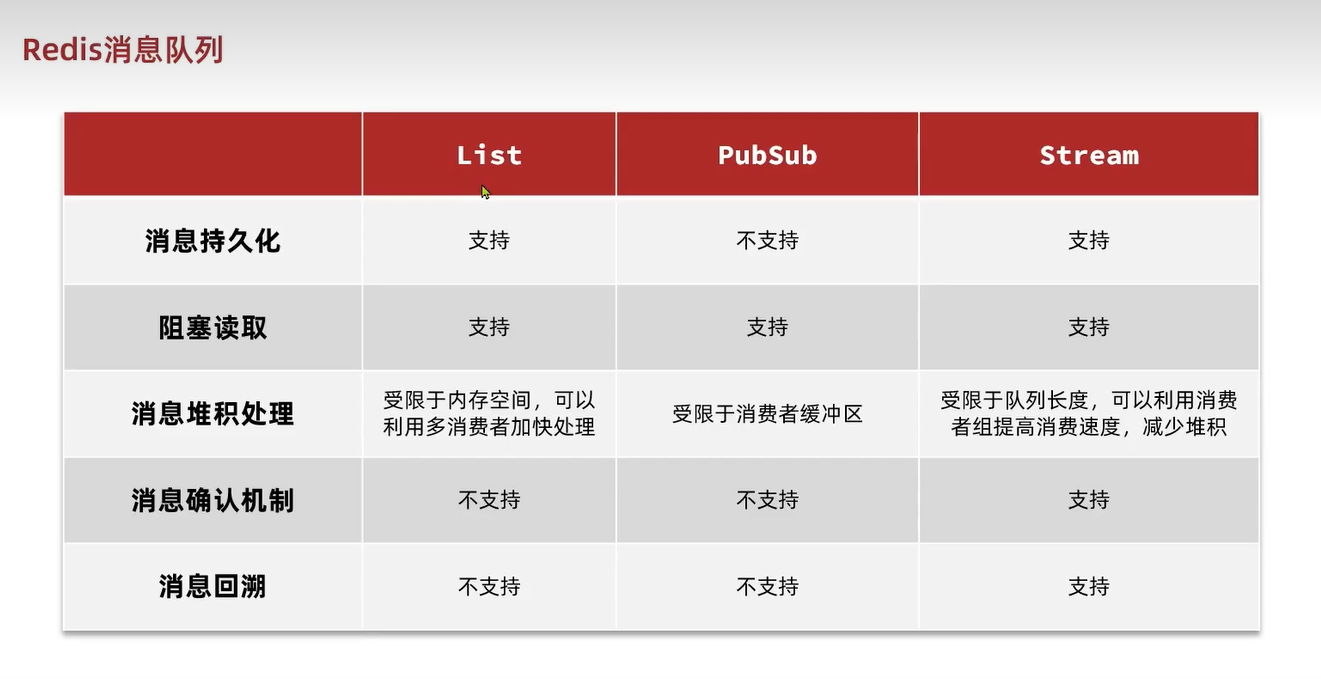 Redis消息队列
List PubSub Stream
消息持久化 支持 不支持 支持
阻塞读取 支持 支持 支持
消息堆积处理 受限于内存空间，可以 利用多消费者加快处理 受限于消费者缓冲区 受限于队列长度，可以利用消费 者组提高消费速度，减少堆积
消息确认机制 不支持 不支持 支持
消息回溯 不支持 不支持 支持